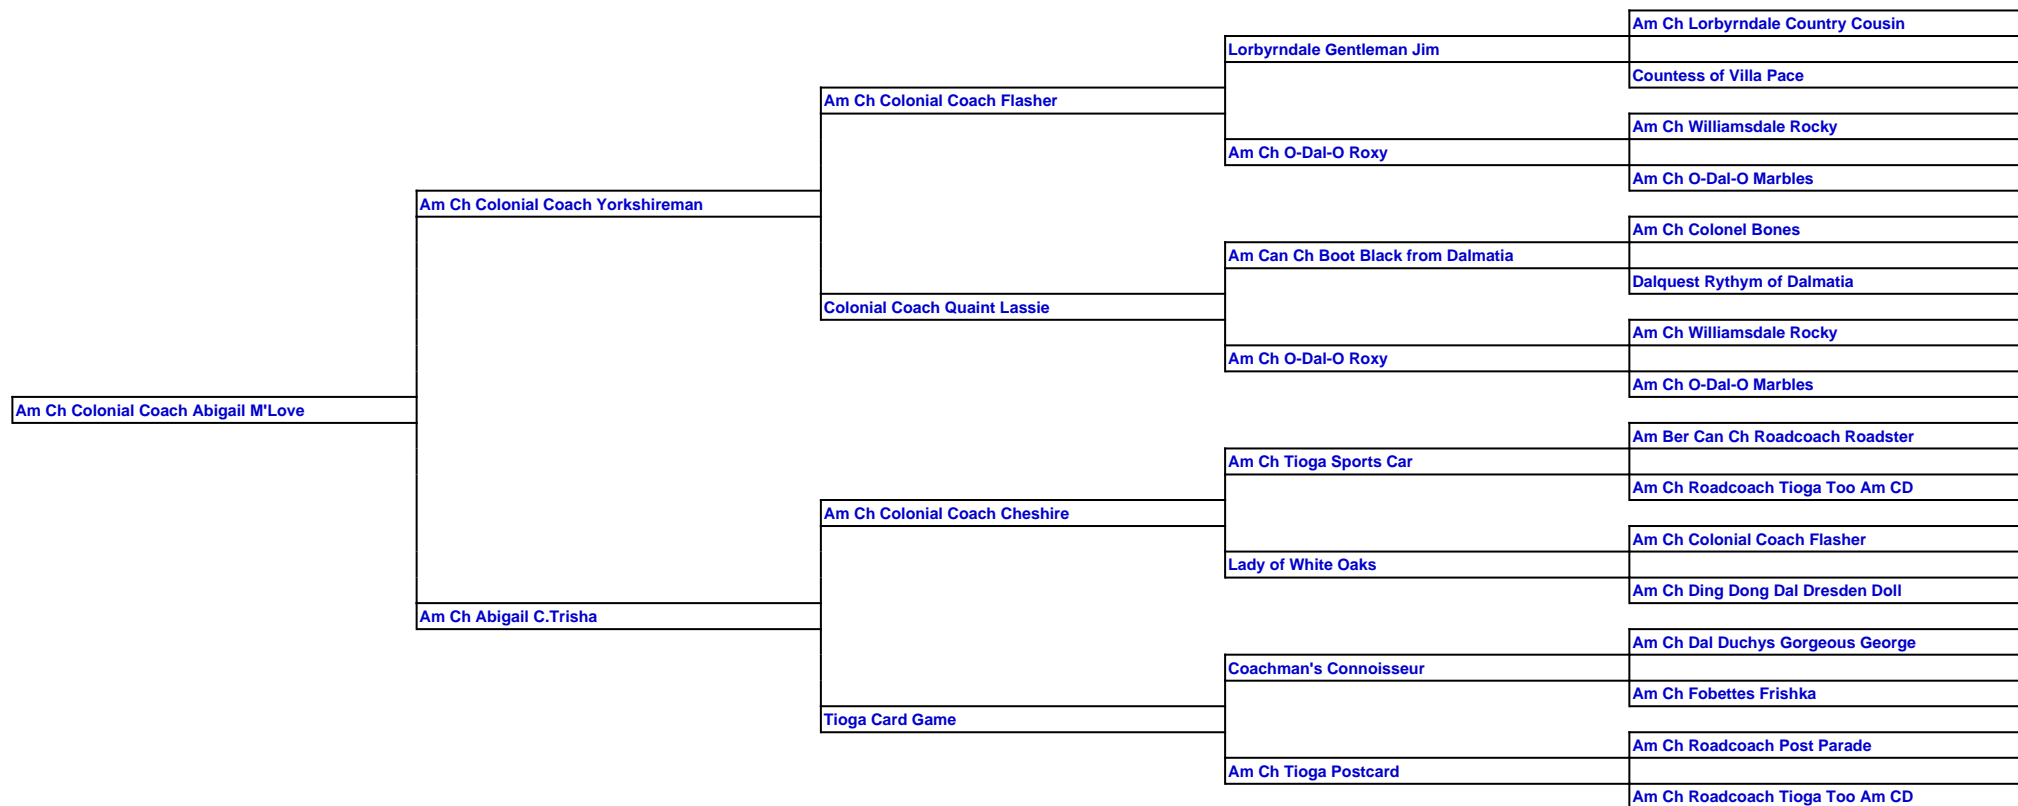 Am Ch Lorbyrndale Country Cousin
Lorbyrndale Gentleman Jim
Countess of Villa Pace
Am Ch Colonial Coach Flasher
Am Ch Williamsdale Rocky
Am Ch O-Dal-O Roxy
Am Ch O-Dal-O Marbles
Am Ch Colonial Coach Yorkshireman
Am Ch Colonel Bones
Am Can Ch Boot Black from Dalmatia
Dalquest Rythym of Dalmatia
Colonial Coach Quaint Lassie
Am Ch Williamsdale Rocky
Am Ch O-Dal-O Roxy
Am Ch O-Dal-O Marbles
Am Ch Colonial Coach Abigail M'Love
Am Ber Can Ch Roadcoach Roadster
Am Ch Tioga Sports Car
Am Ch Roadcoach Tioga Too Am CD
Am Ch Colonial Coach Cheshire
Am Ch Colonial Coach Flasher
Lady of White Oaks
Am Ch Ding Dong Dal Dresden Doll
Am Ch Abigail C.Trisha
Am Ch Dal Duchys Gorgeous George
Coachman's Connoisseur
Am Ch Fobettes Frishka
Tioga Card Game
Am Ch Roadcoach Post Parade
Am Ch Tioga Postcard
Am Ch Roadcoach Tioga Too Am CD